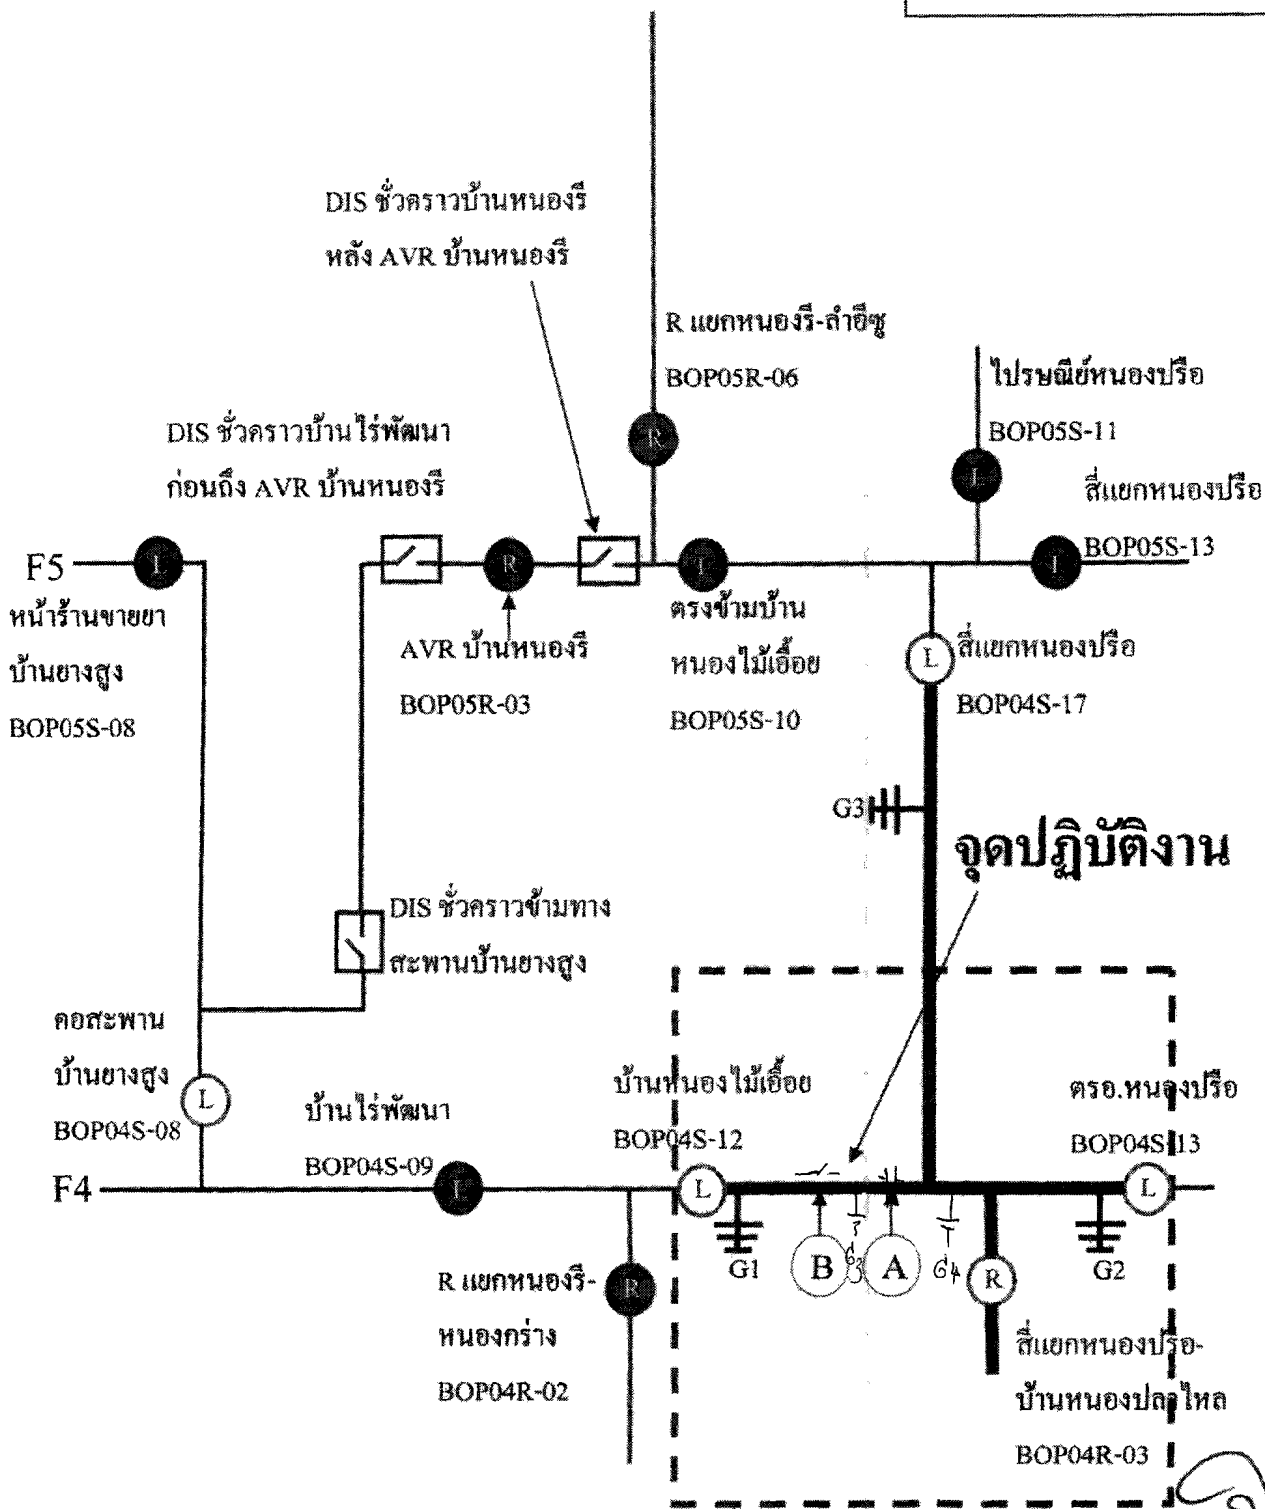 DIS ชั่วคราวบ้านหนองรี
หลัง AVR บ้านหนองรี
R แยกหนองรี-ลำอีซู
BOP05R-06
R
ไปรษณีย์หนองปรือ
BOP05S-11
L
DIS ชั่วคราวบ้านไร่พัฒนา
ก่อนถึง AVR บ้านหนองรี
สี่แยกหนองปรือ
BOP05S-13
L
F5
L
หน้าร้านขายยา
บ้านยางสูง
BOP05S-08
R
AVR บ้านหนองรี
BOP05R-03
L
ตรงข้ามบ้าน
หนองไม้เอื้อย
BOP05S-10
L
สี่แยกหนองปรือ
BOP04S-17
G3
จุดปฏิบัติงาน
DIS ชั่วคราวข้ามทาง
สะพานบ้านยางสูง
คอสะพาน
บ้านยางสูง
BOP04S-08
L
บ้านไร่พัฒนา
BOP04S-09
L
F4
บ้านหนองไม้เอื้อย
BOP04S-12
L
ตรอ.หนองปรือ
BOP04S-13
L
G1
B
G3
A
G4
R
G2
R แยกหนองรี-
หนองกร่าง
BOP04R-02
R
สี่แยกหนองปรือ-
บ้านหนองปลาไหล
BOP04R-03